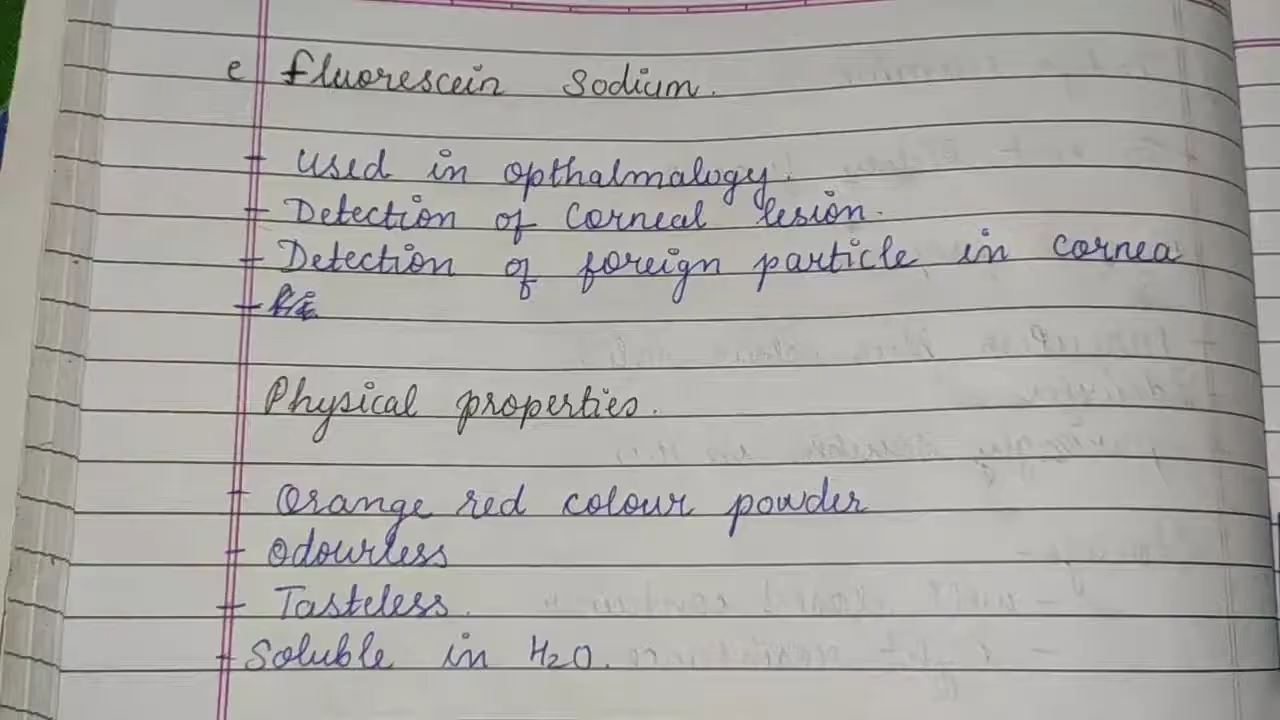 e fluorescein Sodium.
+ used in opthalmalogy.
+ Detection of Corneal lesion.
+ Detection of foreign particle in cornea
+
Physical properties.
+ Orange red colour powder
+ Odourless
+ Tasteless.
+ Soluble in H2O.